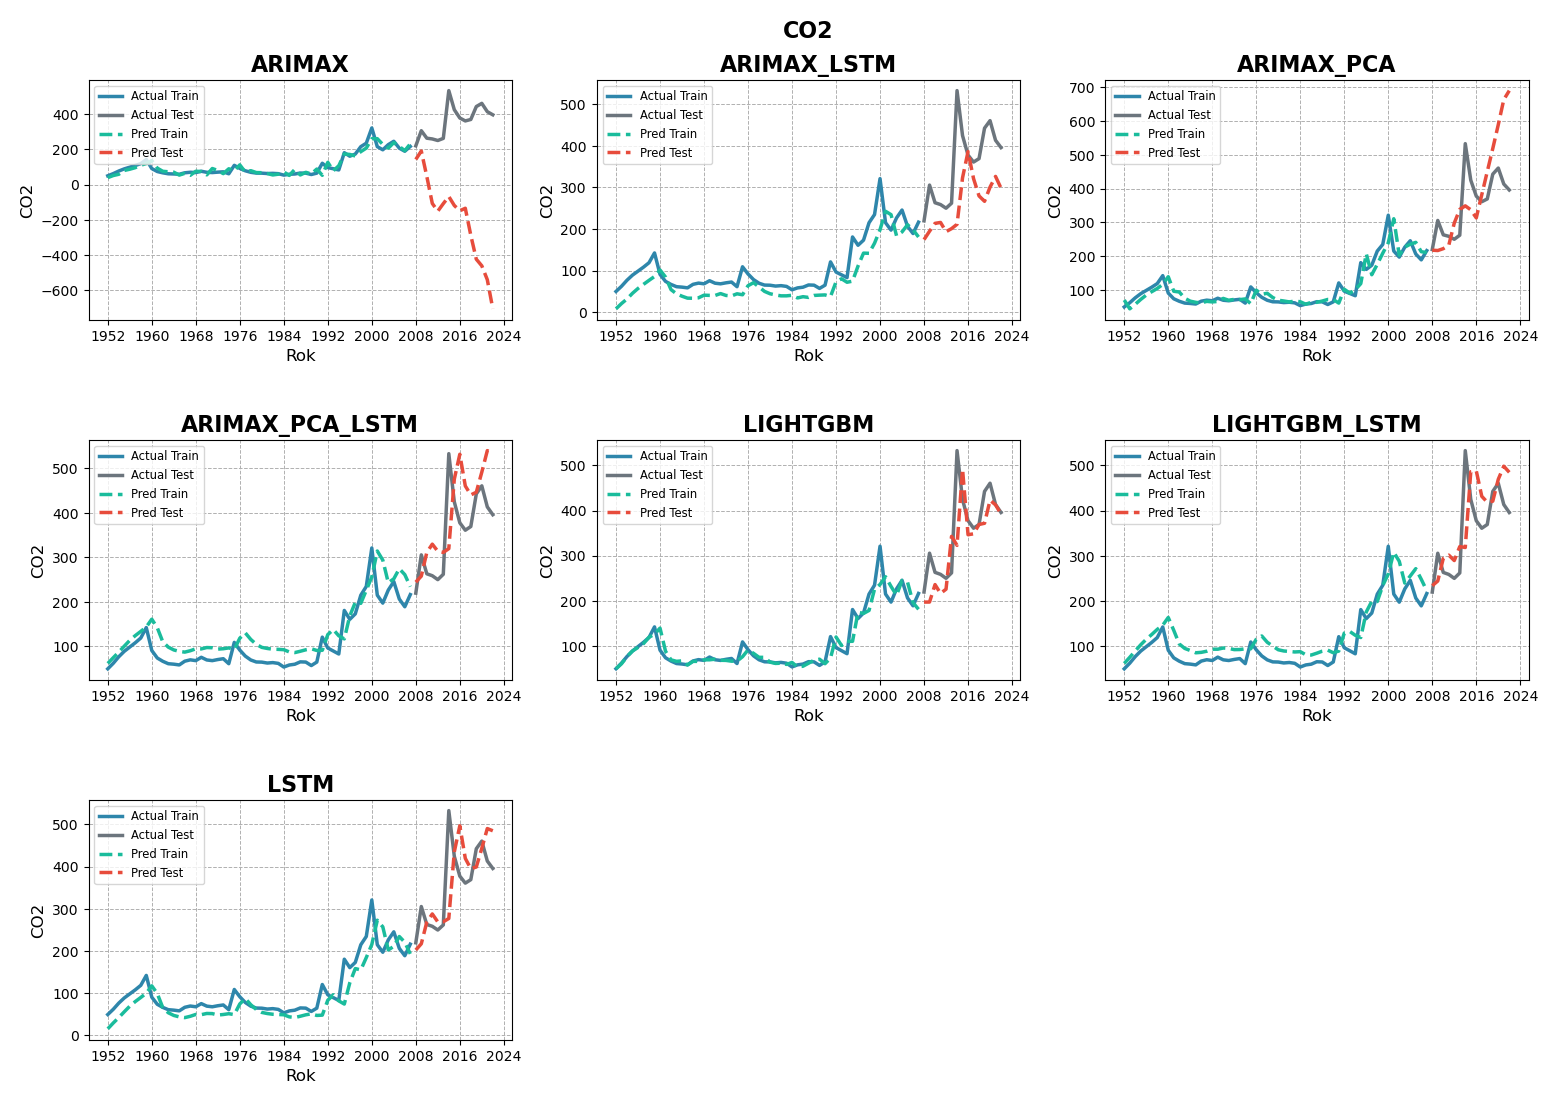 CO2
ARIMAX
Actual Train
Actual Test
Pred Train
Pred Test
CO2
400
200
0
−200
−400
−600
1952 1960 1968 1976 1984 1992 2000 2008 2016 2024
Rok
ARIMAX_LSTM
Actual Train
Actual Test
Pred Train
Pred Test
CO2
500
400
300
200
100
0
1952 1960 1968 1976 1984 1992 2000 2008 2016 2024
Rok
ARIMAX_PCA
Actual Train
Actual Test
Pred Train
Pred Test
CO2
700
600
500
400
300
200
100
1952 1960 1968 1976 1984 1992 2000 2008 2016 2024
Rok
ARIMAX_PCA_LSTM
Actual Train
Actual Test
Pred Train
Pred Test
CO2
500
400
300
200
100
1952 1960 1968 1976 1984 1992 2000 2008 2016 2024
Rok
LIGHTGBM
Actual Train
Actual Test
Pred Train
Pred Test
CO2
500
400
300
200
100
1952 1960 1968 1976 1984 1992 2000 2008 2016 2024
Rok
LIGHTGBM_LSTM
Actual Train
Actual Test
Pred Train
Pred Test
CO2
500
400
300
200
100
1952 1960 1968 1976 1984 1992 2000 2008 2016 2024
Rok
LSTM
Actual Train
Actual Test
Pred Train
Pred Test
CO2
500
400
300
200
100
0
1952 1960 1968 1976 1984 1992 2000 2008 2016 2024
Rok